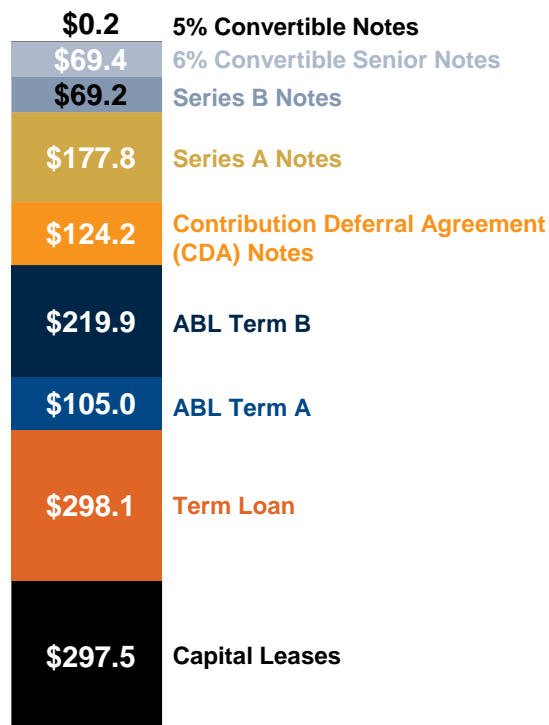 $0.2 5% Convertible Notes
$69.4 6% Convertible Senior Notes
$69.2 Series B Notes
$177.8 Series A Notes
$124.2 Contribution Deferral Agreement
(CDA) Notes
$219.9 ABL Term B
$105.0 ABL Term A
$298.1 Term Loan
$297.5 Capital Leases